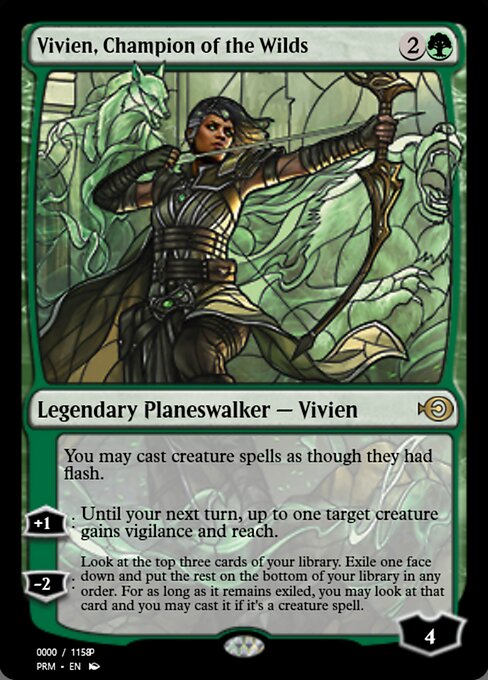 Vivien, Champion of the Wilds 2
Legendary Planeswalker — Vivien
You may cast creature spells as though they had
flash.
+1 : Until your next turn, up to one target creature
gains vigilance and reach.
Look at the top three cards of your library. Exile one face
down and put the rest on the bottom of your library in any
-2 : order. For as long as it remains exiled, you may look at that
card and you may cast it if it's a creature spell.
4
0000 / 1158P
PRM • EN